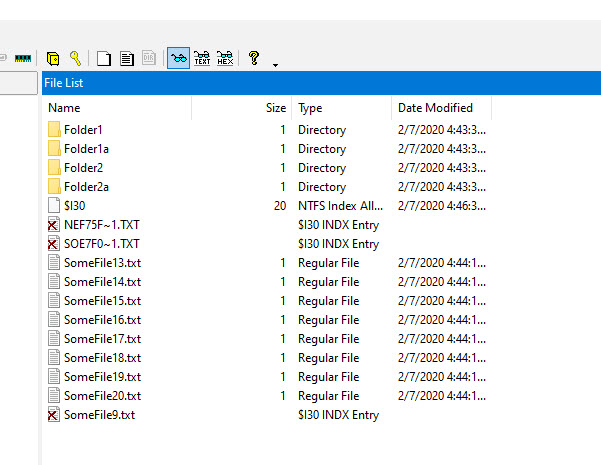 TEXT HEX
DIR
File List
Name Size Type Date Modified
Folder1 1 Directory 2/7/2020 4:43:3...
Folder1a 1 Directory 2/7/2020 4:43:3...
Folder2 1 Directory 2/7/2020 4:43:3...
Folder2a 1 Directory 2/7/2020 4:43:3...
$I30 20 NTFS Index All... 2/7/2020 4:46:3...
NEF75F~1.TXT $I30 INDX Entry
SOE7F0~1.TXT $I30 INDX Entry
SomeFile13.txt 1 Regular File 2/7/2020 4:44:1...
SomeFile14.txt 1 Regular File 2/7/2020 4:44:1...
SomeFile15.txt 1 Regular File 2/7/2020 4:44:1...
SomeFile16.txt 1 Regular File 2/7/2020 4:44:1...
SomeFile17.txt 1 Regular File 2/7/2020 4:44:1...
SomeFile18.txt 1 Regular File 2/7/2020 4:44:1...
SomeFile19.txt 1 Regular File 2/7/2020 4:44:1...
SomeFile20.txt 1 Regular File 2/7/2020 4:44:1...
SomeFile9.txt $I30 INDX Entry